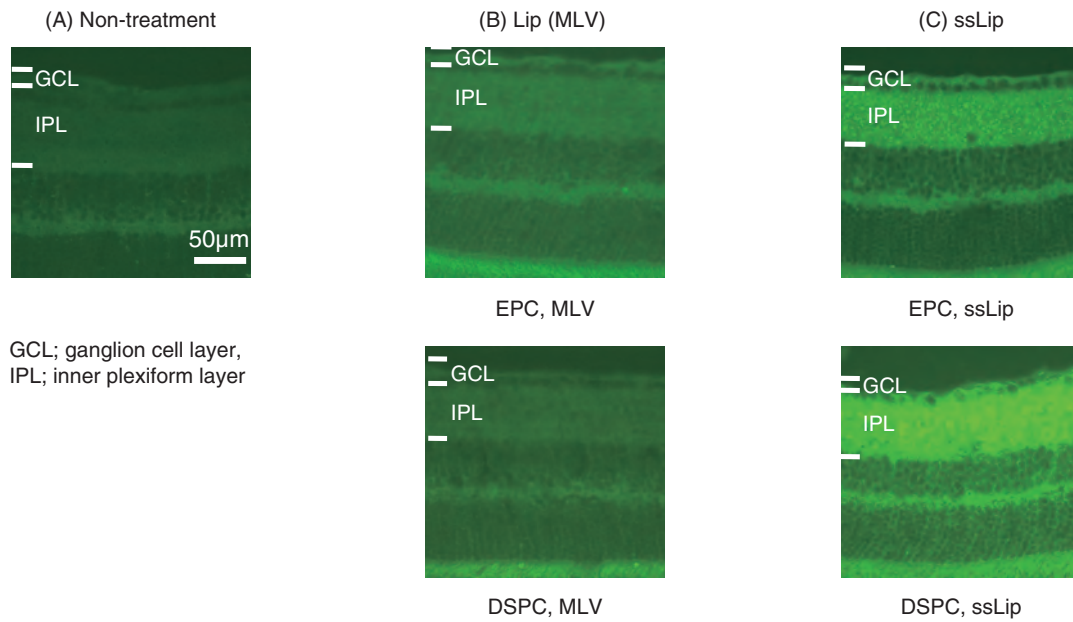 (A) Non-treatment
GCL
IPL
50µm
GCL; ganglion cell layer,
IPL; inner plexiform layer
(B) Lip (MLV)
GCL
IPL
EPC, MLV
GCL
IPL
DSPC, MLV
(C) ssLip
GCL
IPL
EPC, ssLip
GCL
IPL
DSPC, ssLip